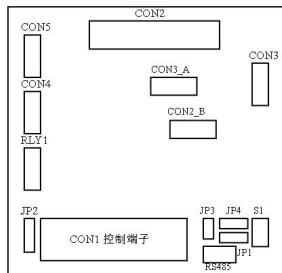 CON2
CON5
CON3
CON3_A
CON4
CON2_B
RLY1
JP2
JP3
JP4
S1
CON1 控制端子
JP1
RS485